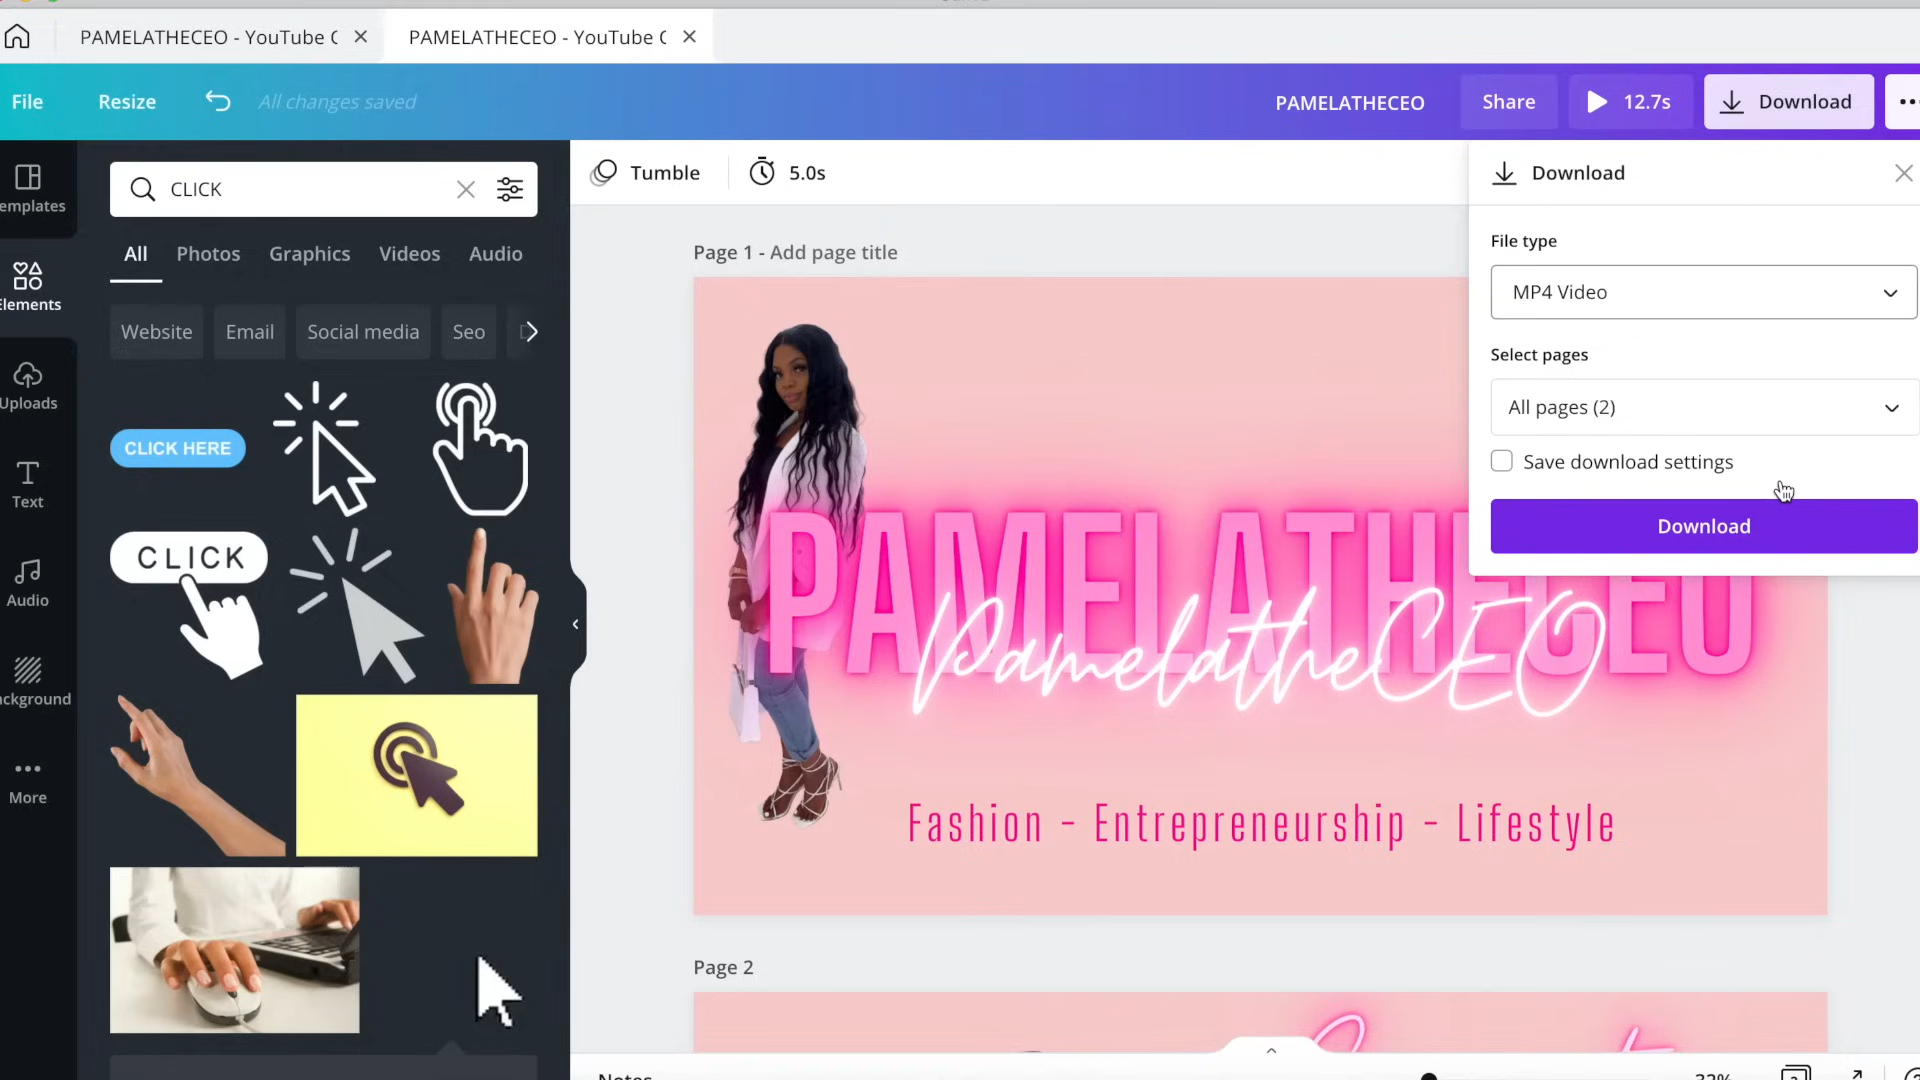 PAMELATHECEO - YouTube C
PAMELATHECEO - YouTube C
File
Resize
All changes saved
PAMELATHECEO
Share
12.7s
Download
emplates
Elements
Uploads
Text
Audio
ackground
More
CLICK
All
Photos
Graphics
Videos
Audio
Website
Email
Social media
Seo
CLICK HERE
CLICK
Tumble
5.0s
Page 1 - Add page title
PAMELATHECEO
PamelatheCEO
Fashion - Entrepreneurship - Lifestyle
Page 2
Download
File type
MP4 Video
Select pages
All pages (2)
Save download settings
Download